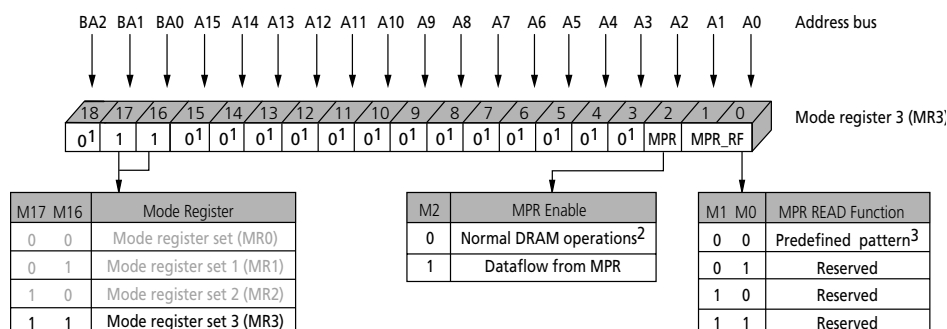 BA2 BA1 BA0 A15 A14 A13 A12 A11 A10 A9 A8 A7 A6 A5 A4 A3 A2 A1 A0 Address bus
18 17 16 15 14 13 12 11 10 9 8 7 6 5 4 3 2 1 0
Mode register 3 (MR3)
0¹ 1 1 0¹ 0¹ 0¹ 0¹ 0¹ 0¹ 0¹ 0¹ 0¹ 0¹ 0¹ 0¹ 0¹ MPR MPR_RF
M17 M16 Mode Register
0 0 Mode register set (MR0)
0 1 Mode register set 1 (MR1)
1 0 Mode register set 2 (MR2)
1 1 Mode register set 3 (MR3)
M2 MPR Enable
0 Normal DRAM operations²
1 Dataflow from MPR
M1 M0 MPR READ Function
0 0 Predefined pattern³
0 1 Reserved
1 0 Reserved
1 1 Reserved